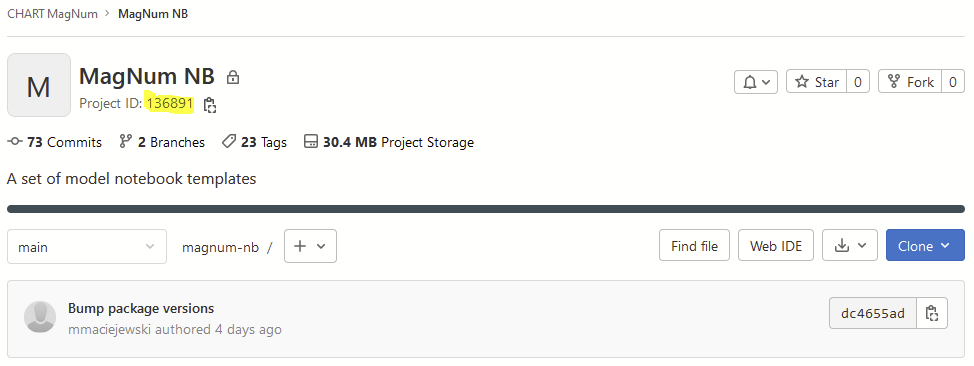 CHART MagNum > MagNum NB
M
MagNum NB
Project ID: 136891
Star 0 Fork 0
73 Commits 2 Branches 23 Tags 30.4 MB Project Storage
A set of model notebook templates
main magnum-nb / + Find file Web IDE Clone
Bump package versions
dc4655ad
mmaciejewski authored 4 days ago